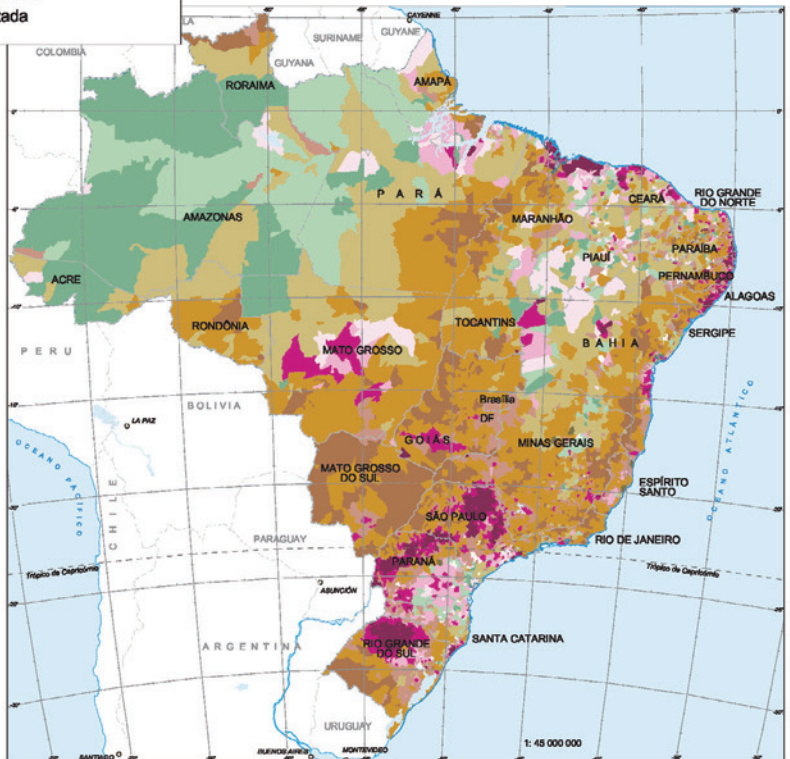 CAYENNE
SURINAME
GUYANE
COLOMBIA
GUYANA
RORAIMA
AMAPÁ
0°
PARÁ
RIO GRANDE
DO NORTE
CEARÁ
AMAZONAS
MARANHÃO
PARAÍBA
PIAUÍ
PERNAMBUCO
ACRE
ALAGOAS
RONDÔNIA
TOCANTINS
SERGIPE
BAHIA
PERU
MATO GROSSO
BOLIVIA
Brasília
DF
LA PAZ
GOIÁS
MINAS GERAIS
OCEANO PACÍFICO
OCEANO ATLÂNTICO
MATO GROSSO
DO SUL
ESPÍRITO
SANTO
CHILE
SÃO PAULO
PARAGUAY
RIO DE JANEIRO
PARANÁ
Trópico de Capricórnio
Trópico de Capricórnio
ASUNCIÓN
ARGENTINA
SANTA CATARINA
RIO GRANDE
DO SUL
URUGUAY
1: 45 000 000
BUENOS AIRES
MONTEVIDEO
SANTIAGO